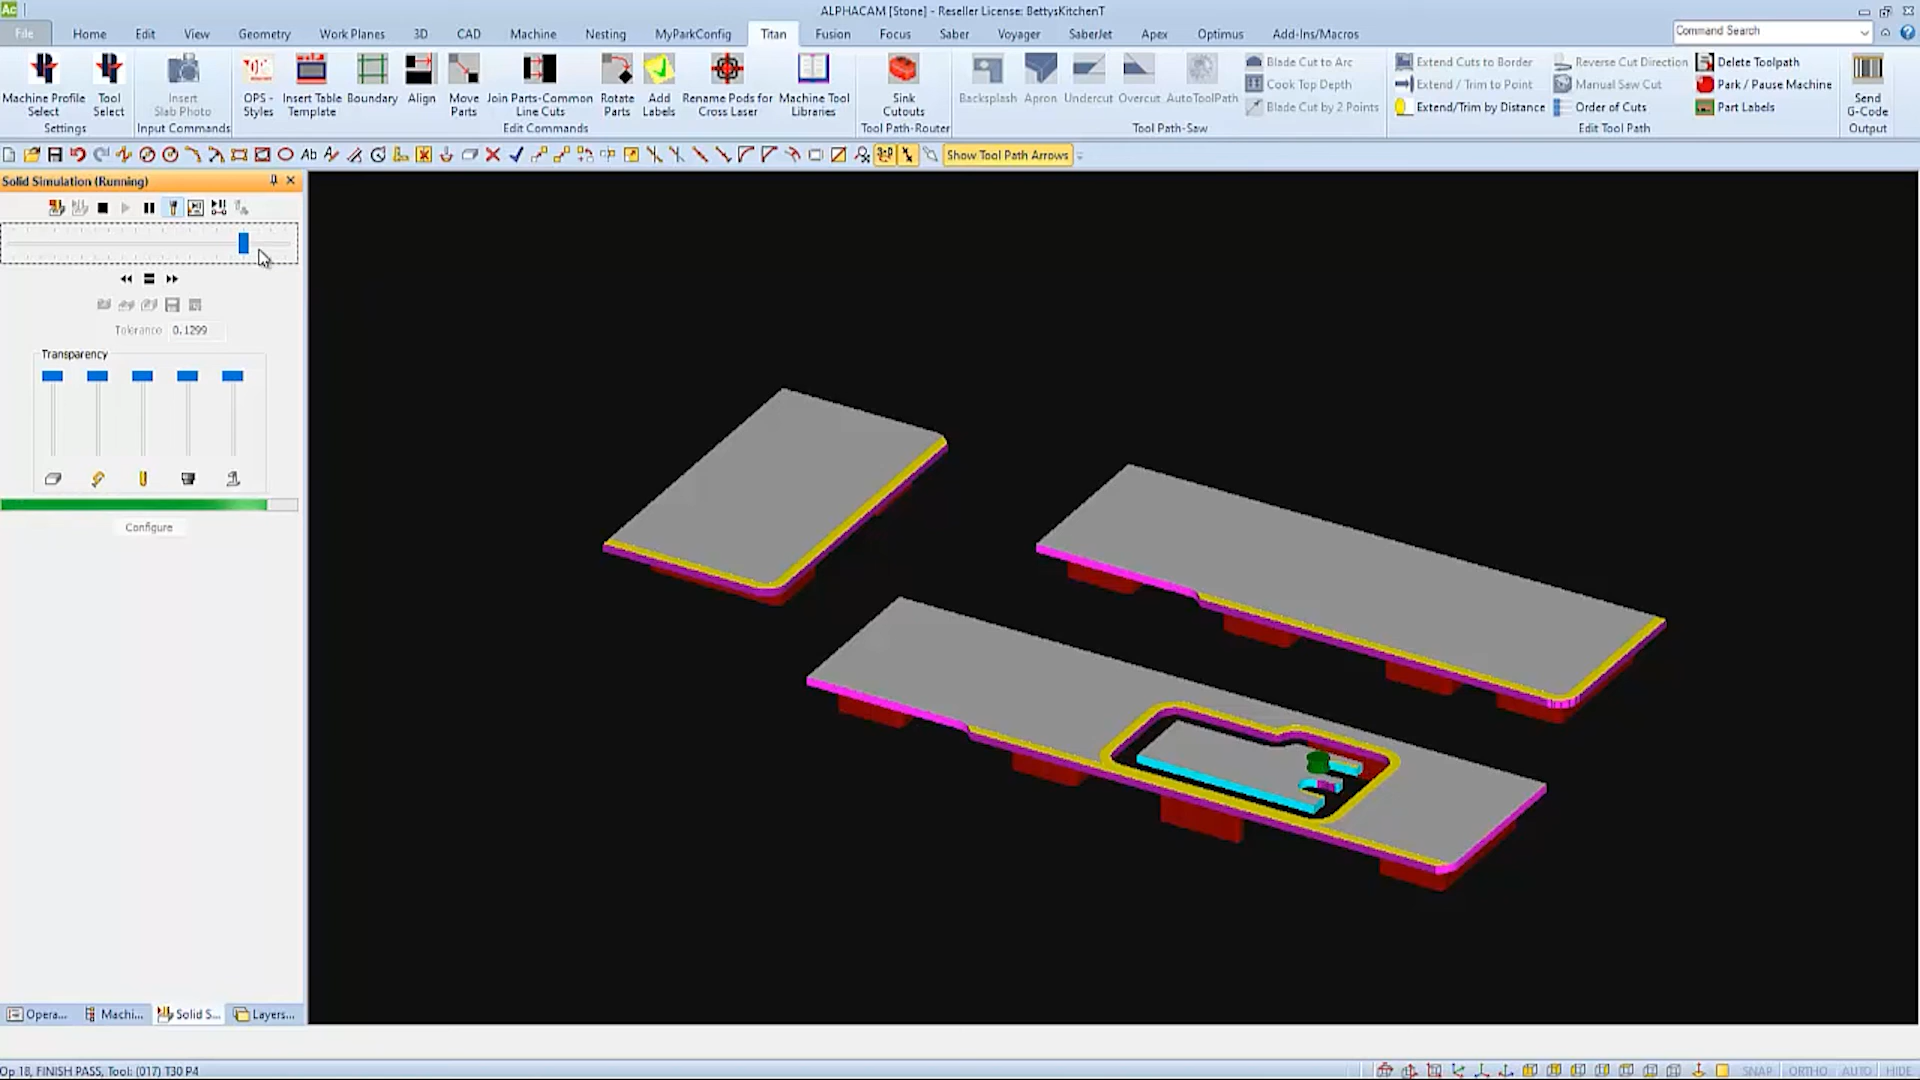 Ac
ALPHACAM [Stone] - Reseller License: BettysKitchenT
File Home Edit View Geometry Work Planes 3D CAD Machine Nesting MyParkConfig Titan Fusion Focus Saber Voyager SaberJet Apex Optimus Add-Ins/Macros Command Search
Machine Profile Select
Tool Select
Settings
Insert Slab Photo
Input Commands
OPS - Styles
Insert Table Template
Boundary
Align
Move Parts
Join Parts-Common Line Cuts
Rotate Parts
Add Labels
Rename Pods for Cross Laser
Machine Tool Libraries
Edit Commands
Sink Cutouts
Tool Path-Router
Backsplash
Apron
Undercut
Overcut
AutoToolPath
Blade Cut to Arc
Cook Top Depth
Blade Cut by 2 Points
Tool Path-Saw
Extend Cuts to Border
Extend / Trim to Point
Extend/Trim by Distance
Reverse Cut Direction
Manual Saw Cut
Order of Cuts
Delete Toolpath
Park / Pause Machine
Part Labels
Edit Tool Path
Send G-Code
Output
Ab
Show Tool Path Arrows
Solid Simulation (Running)
Tolerance 0.1299
Transparency
Configure
Opera... Machi... Solid S... Layers...
Op 18, FINISH PASS, Tool: (017) T30 P4
SNAP ORTHO AUTO HIDE